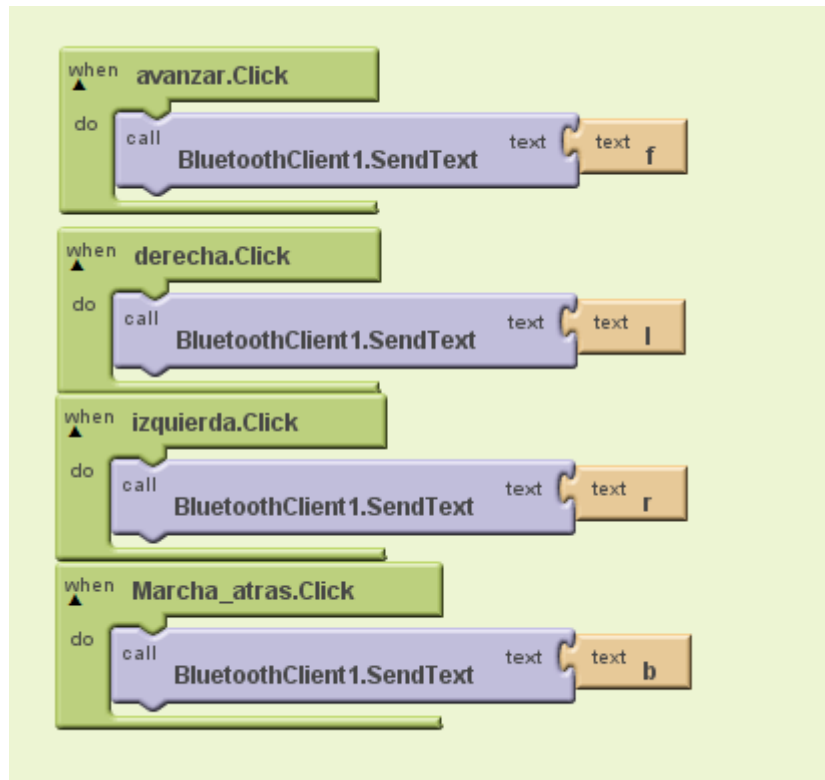 when avanzar.Click
do call BluetoothClient1.SendText text text f
when derecha.Click
do call BluetoothClient1.SendText text text l
when izquierda.Click
do call BluetoothClient1.SendText text text r
when Marcha_atras.Click
do call BluetoothClient1.SendText text text b